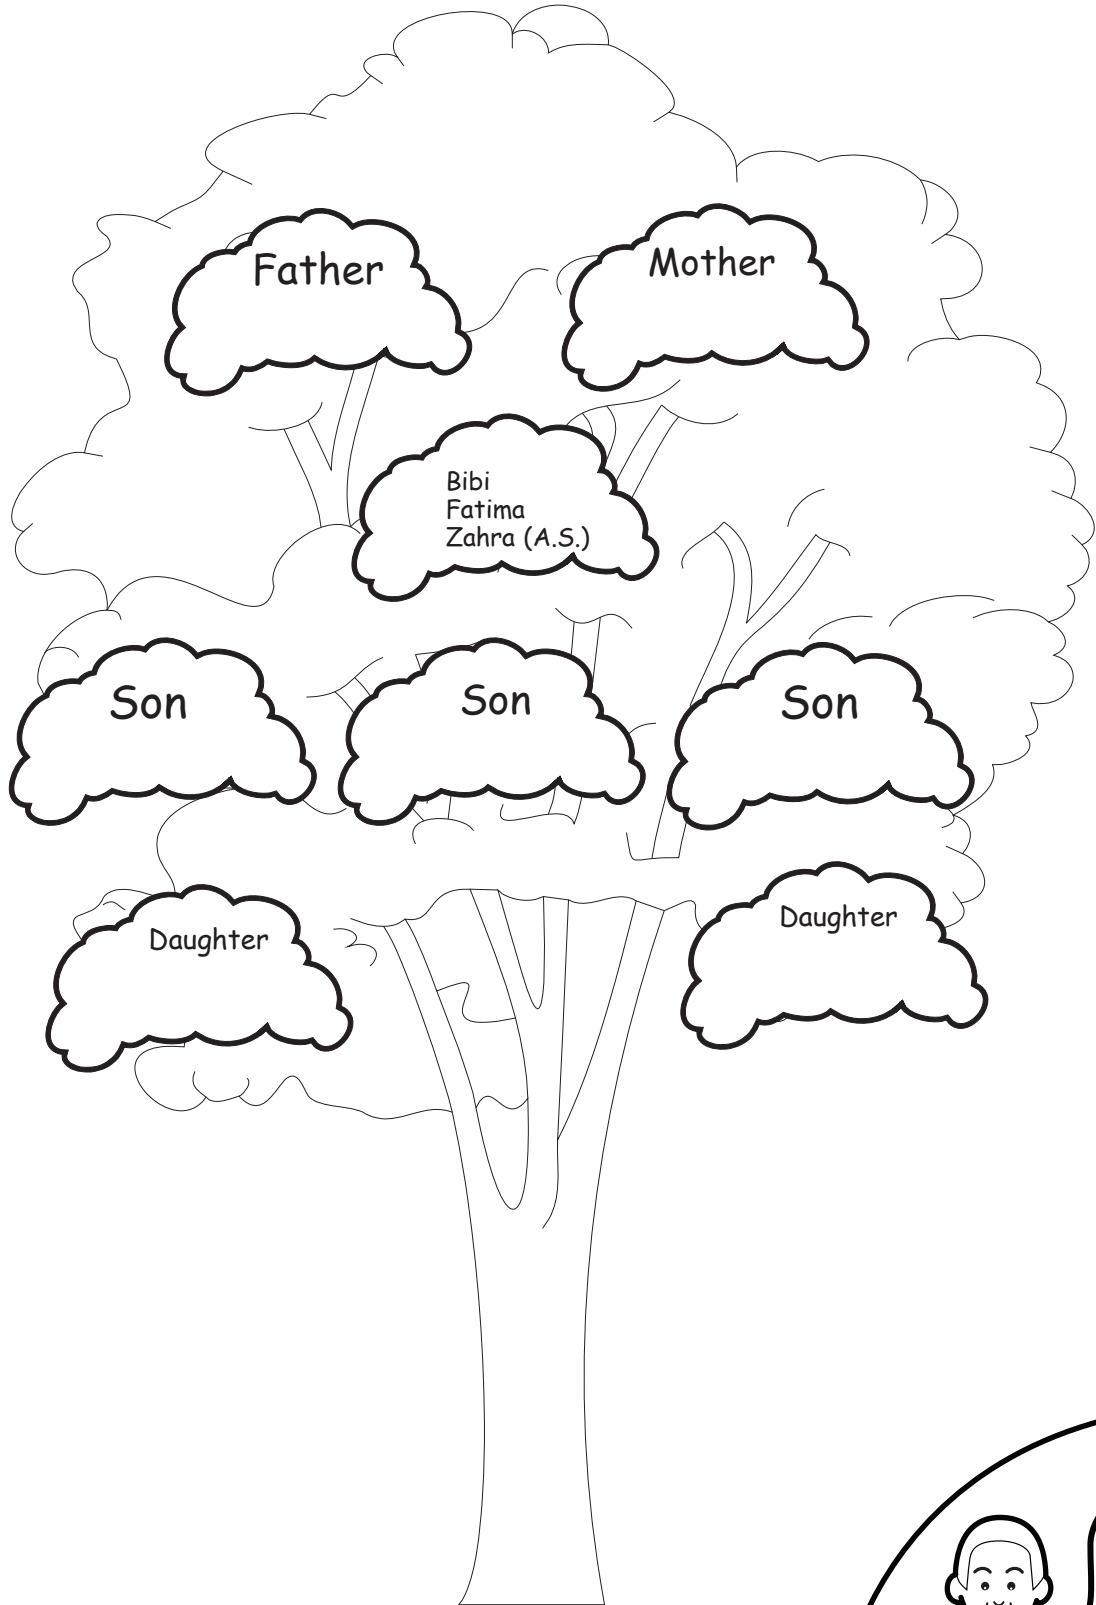 Father
Mother
Bibi
Fatima
Zahra (A.S.)
Son
Son
Son
Daughter
Daughter